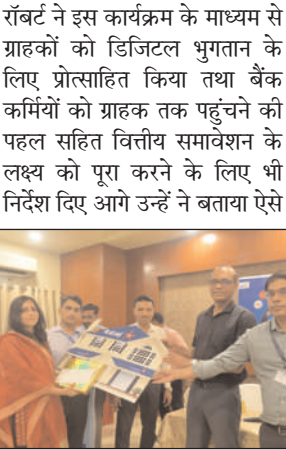 रॉबर्ट ने इस कार्यक्रम के माध्यम से
ग्राहकों को डिजिटल भुगतान के
लिए प्रोत्साहित किया तथा बैंक
कर्मियों को ग्राहक तक पहुंचने की
पहल सहित वित्तीय समावेशन के
लक्ष्य को पूरा करने के लिए भी
निर्देश दिए आगे उन्हें ने बताया ऐसे